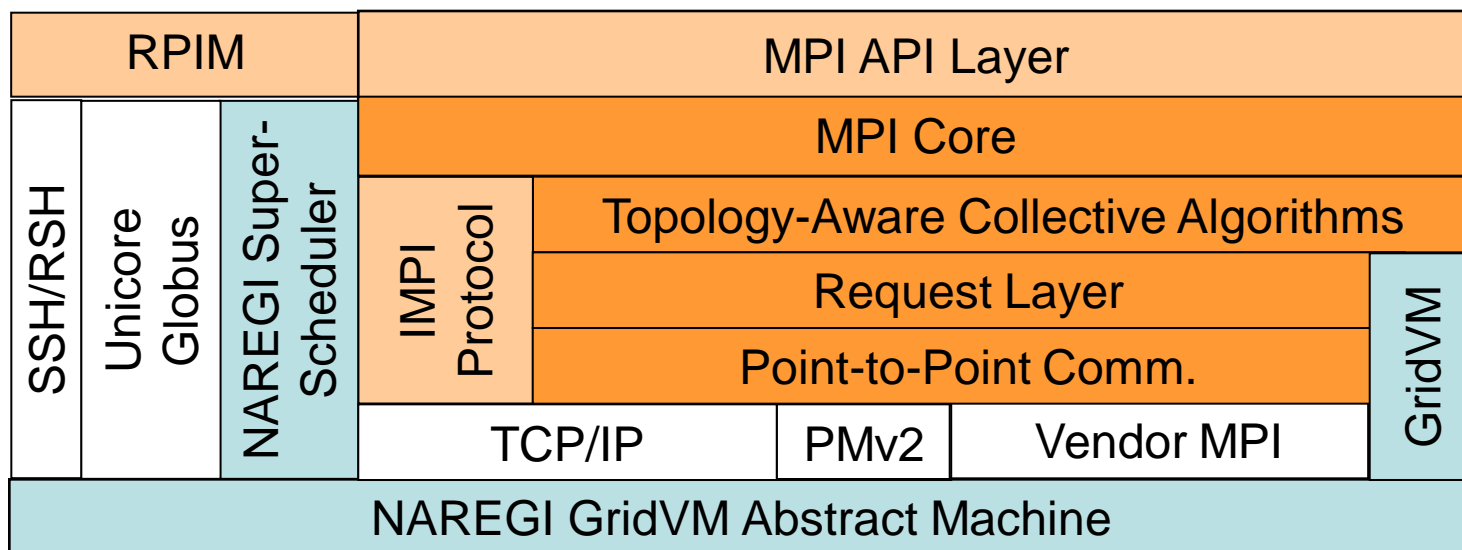 RPIM
MPI API Layer
MPI Core
SSH/RSH
Unicore
Globus
NAREGI Super-
Scheduler
IMPI
Protocol
Topology-Aware Collective Algorithms
Request Layer
Point-to-Point Comm.
GridVM
TCP/IP
PMv2
Vendor MPI
NAREGI GridVM Abstract Machine